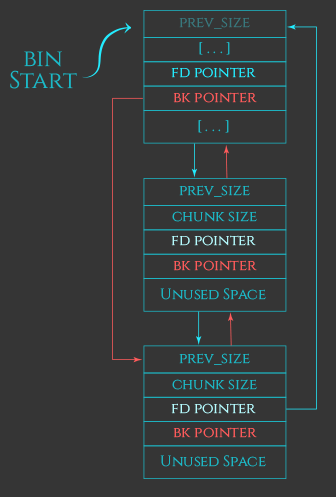 BIN
START
PREV_SIZE
[...]
FD POINTER
BK POINTER
[...]
PREV_SIZE
CHUNK SIZE
FD POINTER
BK POINTER
UNUSED SPACE
PREV_SIZE
CHUNK SIZE
FD POINTER
BK POINTER
UNUSED SPACE